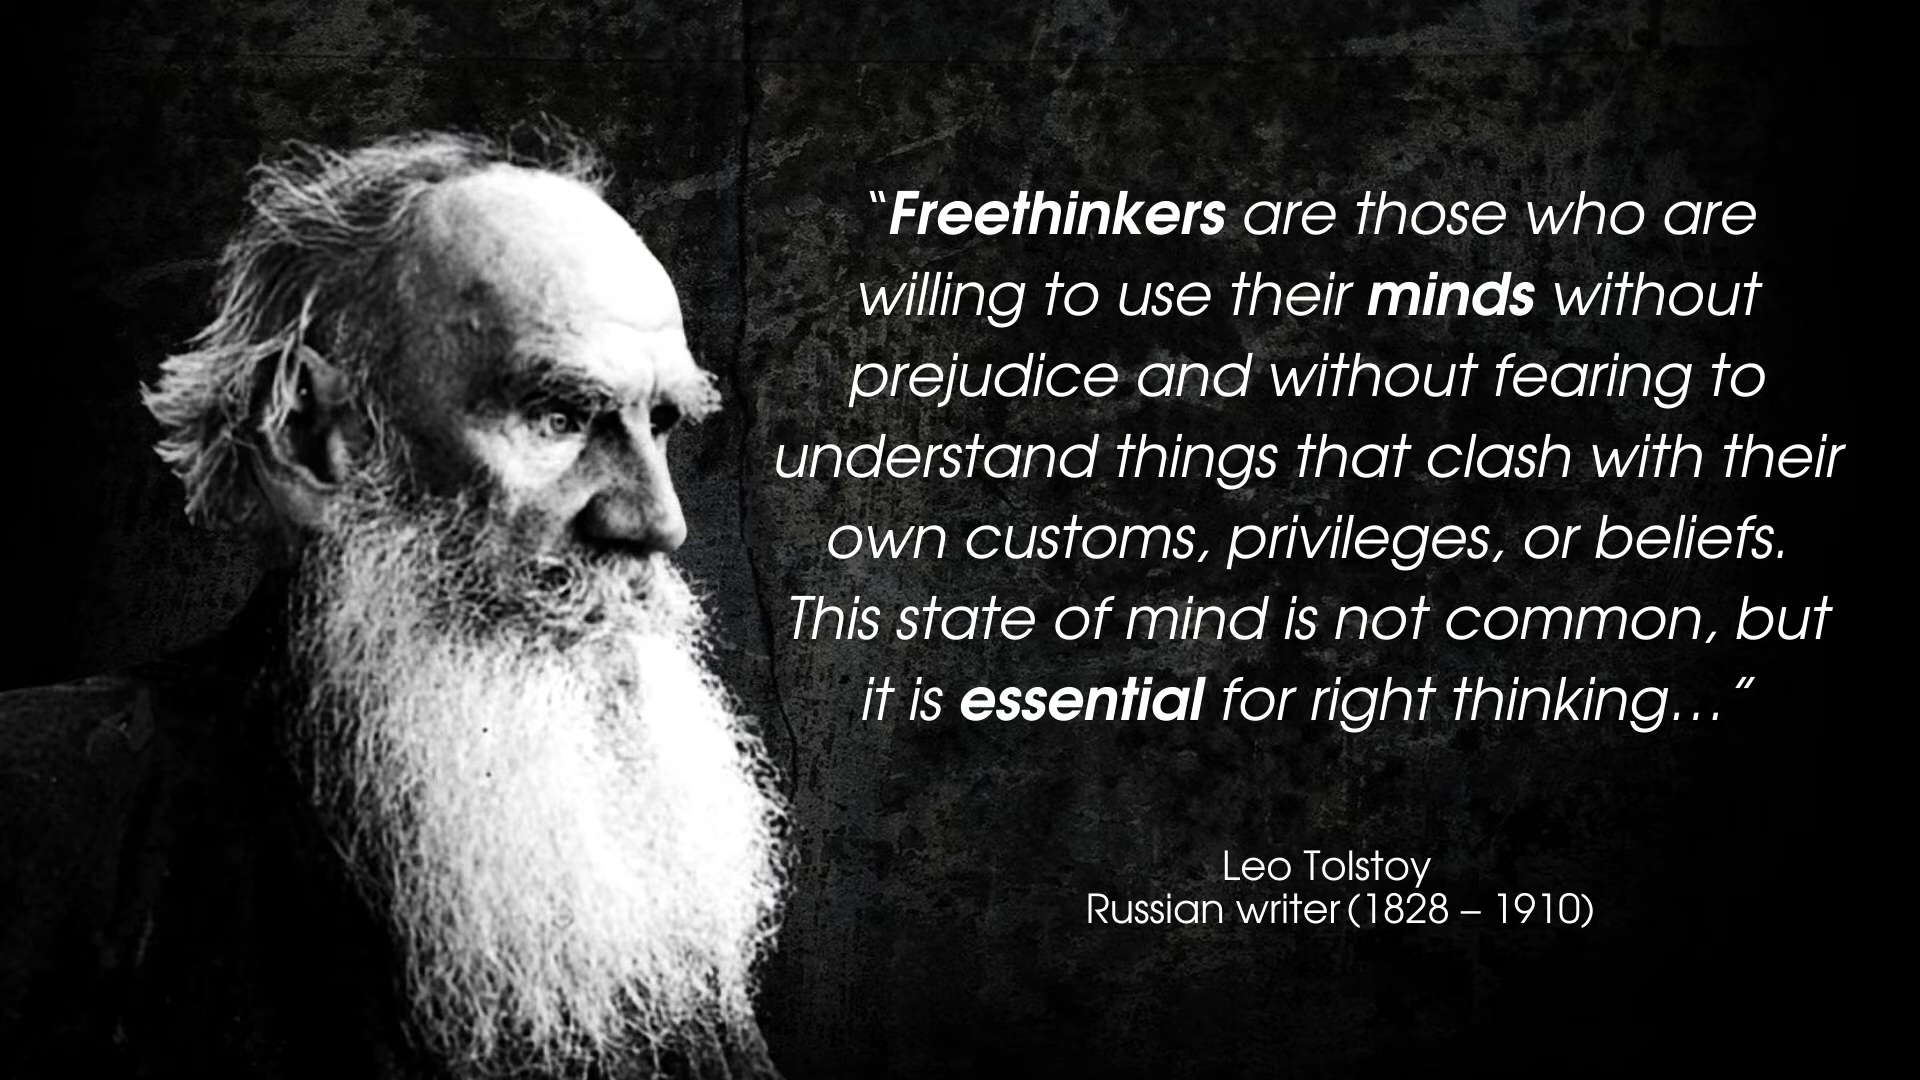 “Freethinkers are those who are
willing to use their minds without
prejudice and without fearing to
understand things that clash with their
own customs, privileges, or beliefs.
This state of mind is not common, but
it is essential for right thinking…”
Leo Tolstoy
Russian writer (1828 – 1910)